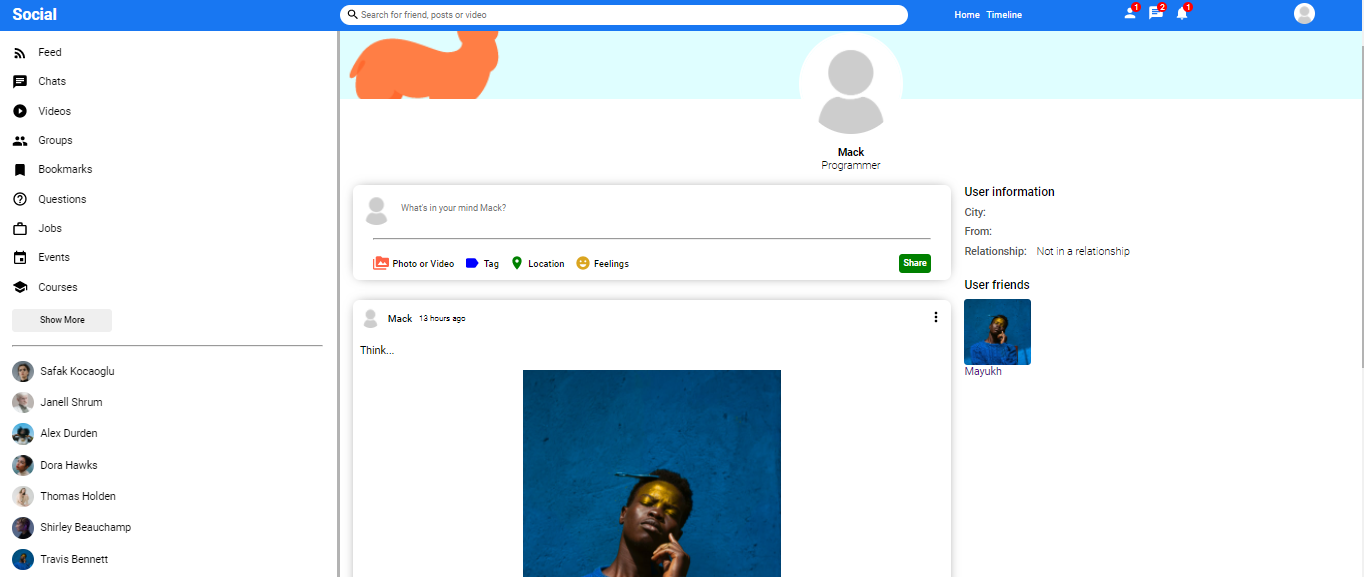 Social
Search for friend, posts or video
Home Timeline
1
2
1
Feed
Chats
Videos
Groups
Bookmarks
Questions
Jobs
Events
Courses
Show More
Safak Kocaoglu
Janell Shrum
Alex Durden
Dora Hawks
Thomas Holden
Shirley Beauchamp
Travis Bennett
Mack
Programmer
What's in your mind Mack?
Photo or Video Tag Location Feelings Share
Mack 13 hours ago
Think...
User information
City:
From:
Relationship: Not in a relationship
User friends
Mayukh